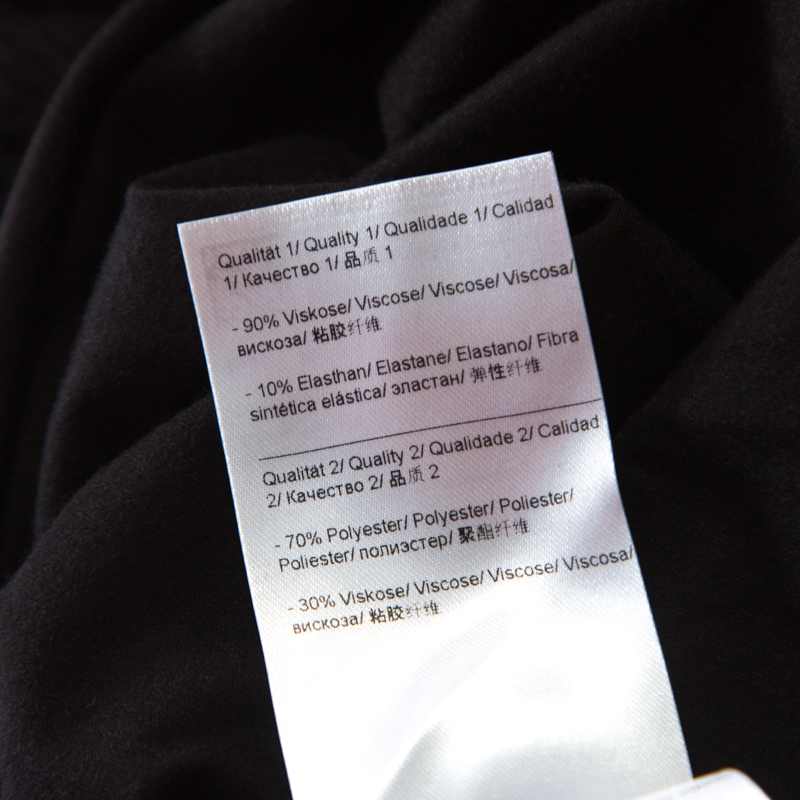 Qualität 1/ Quality 1/ Qualidade 1/ Calidad
1/ Качество 1/ 品质 1
- 90% Viskose/ Viscose/ Viscose/ Viscosa/
вискоза/ 粘胶纤维
- 10% Elasthan/ Elastane/ Elastano/ Fibra
sintética elástica/ эластан/ 弹性纤维
Qualität 2/ Quality 2/ Qualidade 2/ Calidad
2/ Качество 2/ 品质 2
- 70% Polyester/ Polyester/ Poliester/
Poliester/ полиэстер/ 聚酯纤维
- 30% Viskose/ Viscose/ Viscose/ Viscosa/
вискоза/ 粘胶纤维